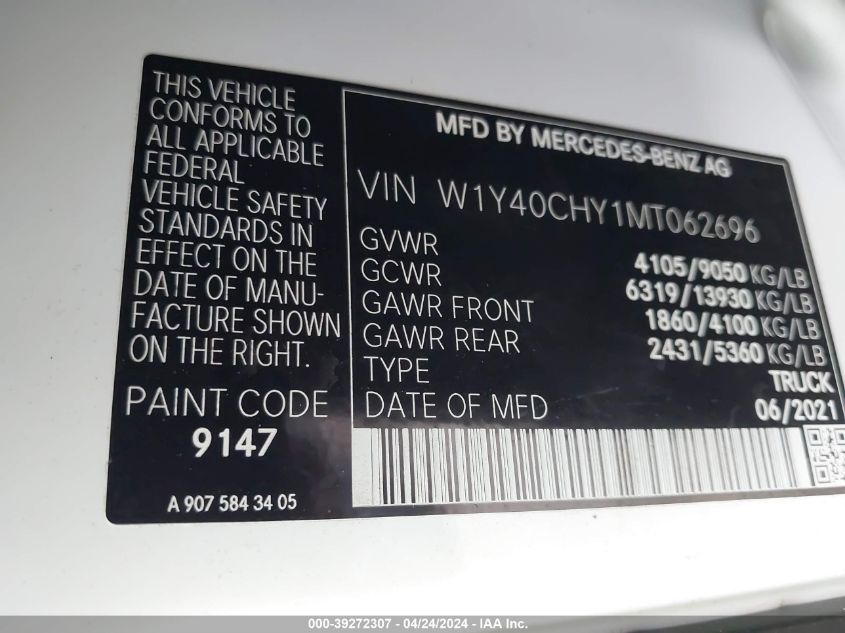 THIS VEHICLE
CONFORMS TO
ALL APPLICABLE
FEDERAL
VEHICLE SAFETY
STANDARDS IN
EFFECT ON THE
DATE OF MANU-
FACTURE SHOWN
ON THE RIGHT.
PAINT CODE
9147
A 907 584 34 05
MFD BY MERCEDES-BENZ AG
VIN W1Y40CHY1MT062696
GVWR 4105/9050 KG/LB
GCWR 6319/13930 KG/LB
GAWR FRONT 1860/4100 KG/LB
GAWR REAR 2431/5360 KG/LB
TYPE TRUCK
DATE OF MFD 06/2021
000-39272307 - 04/24/2024 - IAA Inc.